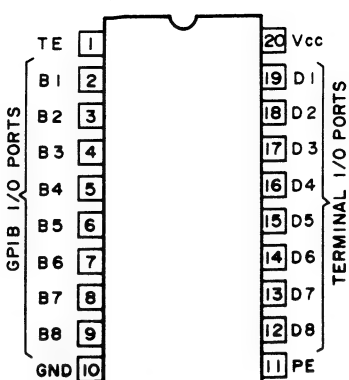 TE 1 20 Vcc
B1 2 19 D1
B2 3 18 D2
B3 4 17 D3
B4 5 16 D4
B5 6 15 D5
B6 7 14 D6
B7 8 13 D7
B8 9 12 D8
GND 10 11 PE
GPIB I/O PORTS
TERMINAL I/O PORTS